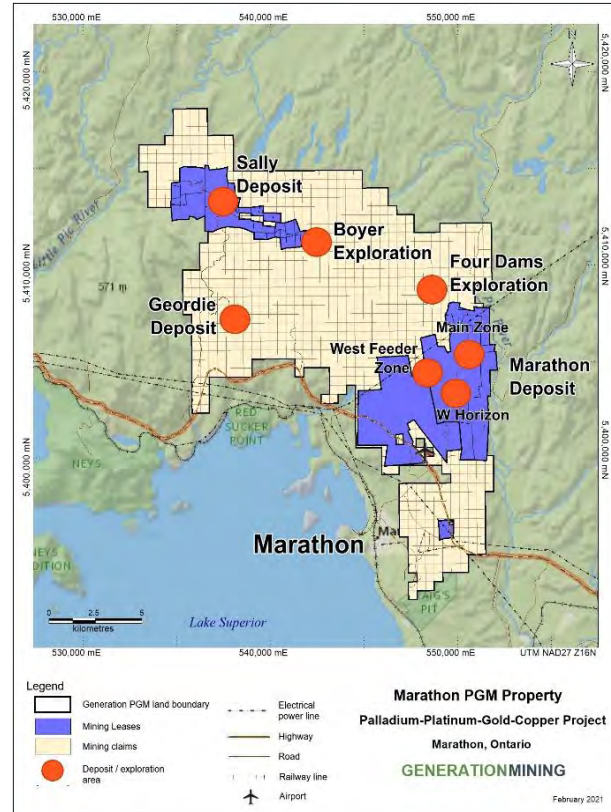 530,000 mE
540,000 mE
550,000 mE
5,420,000 mN
5,420,000 mN
Little Pic River
Sally
Deposit
Boyer
Exploration
5,410,000 mN
5,410,000 mN
571 m
Four Dams
Exploration
Geordie
Deposit
Main Zone
West Feeder
Zone
Marathon
Deposit
W Horizon
RED
SUCKER
POINT
NEYS
5,400,000 mN
5,400,000 mN
Marathon
0 2.5 5
kilometres
Lake Superior
PIT
530,000 mE
540,000 mE
550,000 mE
UTM NAD27 Z16N
Legend
Generation PGM land boundary
Mining Leases
Mining claims
Deposit / exploration
area
Electrical
power line
Highway
Road
Railway line
Airport
Marathon PGM Property
Palladium-Platinum-Gold-Copper Project
Marathon, Ontario
GENERATIONMINING
February 2021